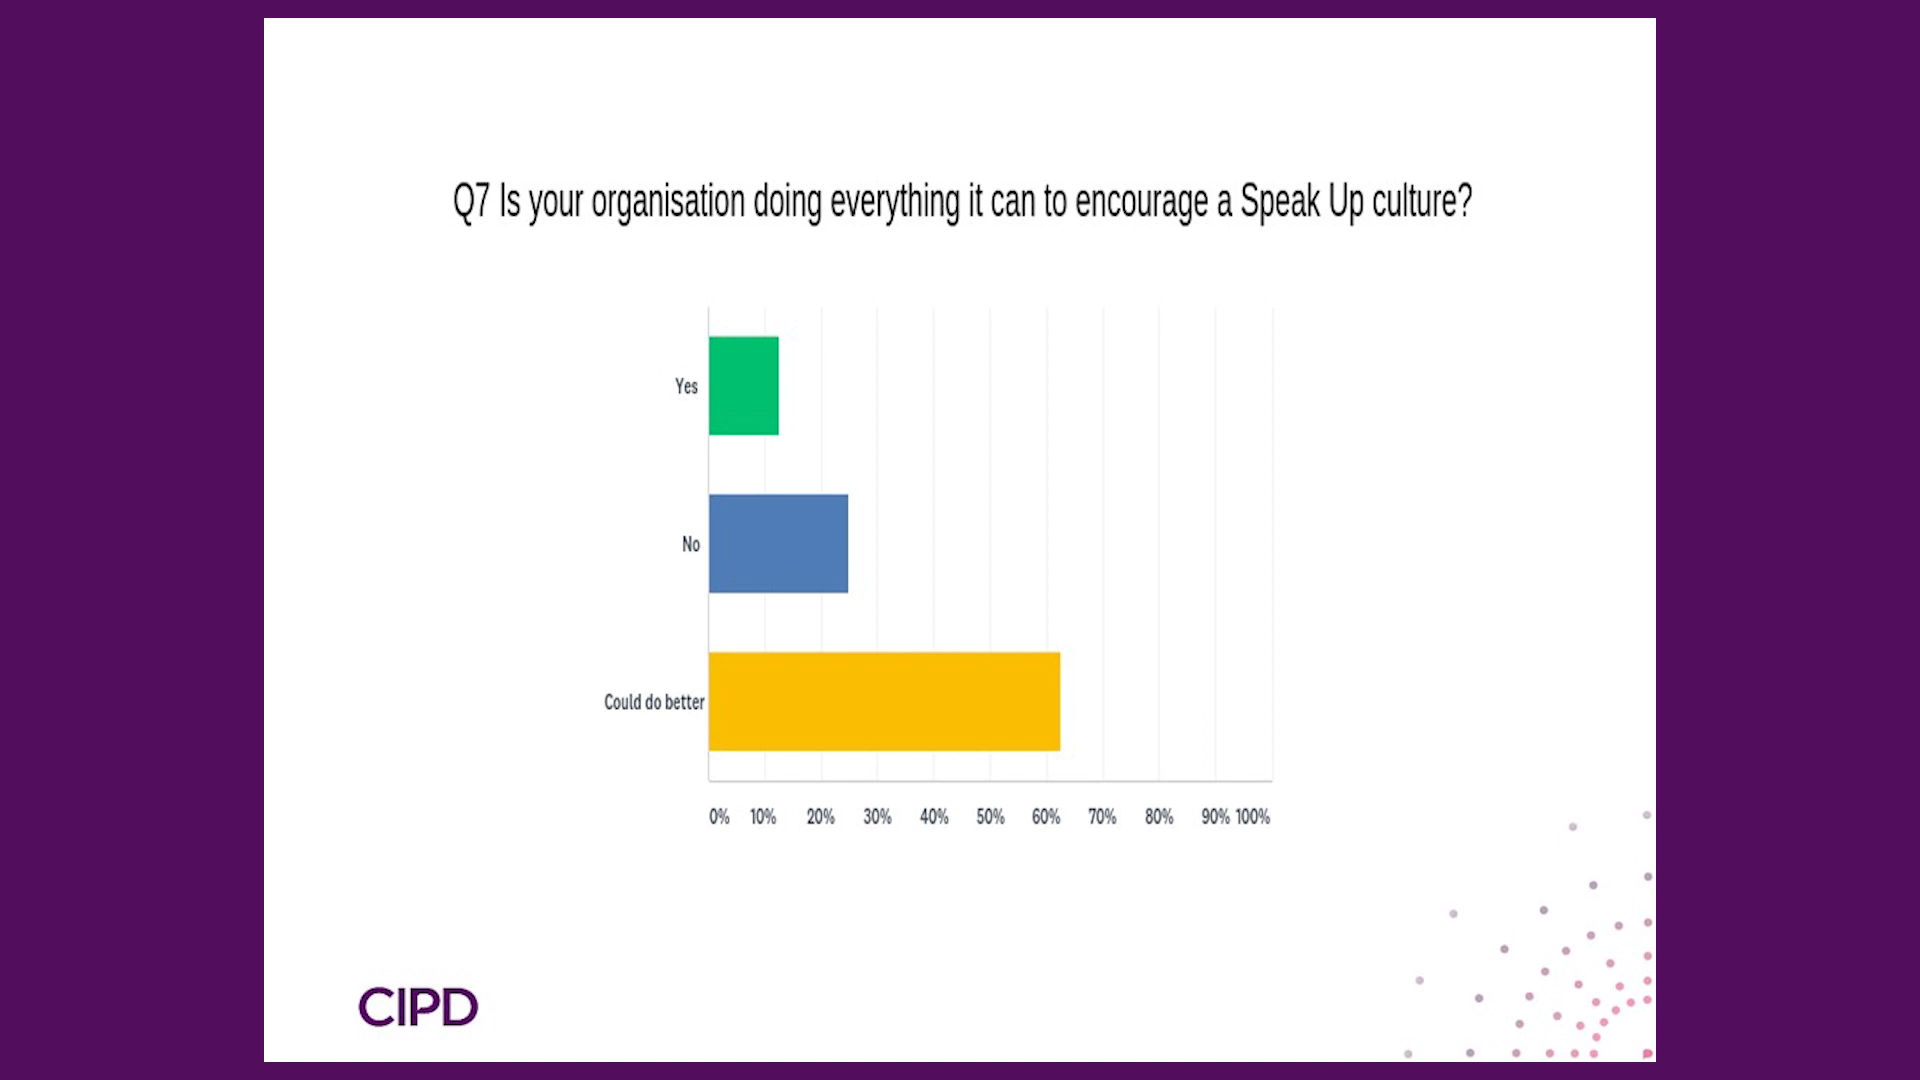 Q7 Is your organisation doing everything it can to encourage a Speak Up culture?
Yes
No
Could do better
0% 10% 20% 30% 40% 50% 60% 70% 80% 90% 100%
CIPD